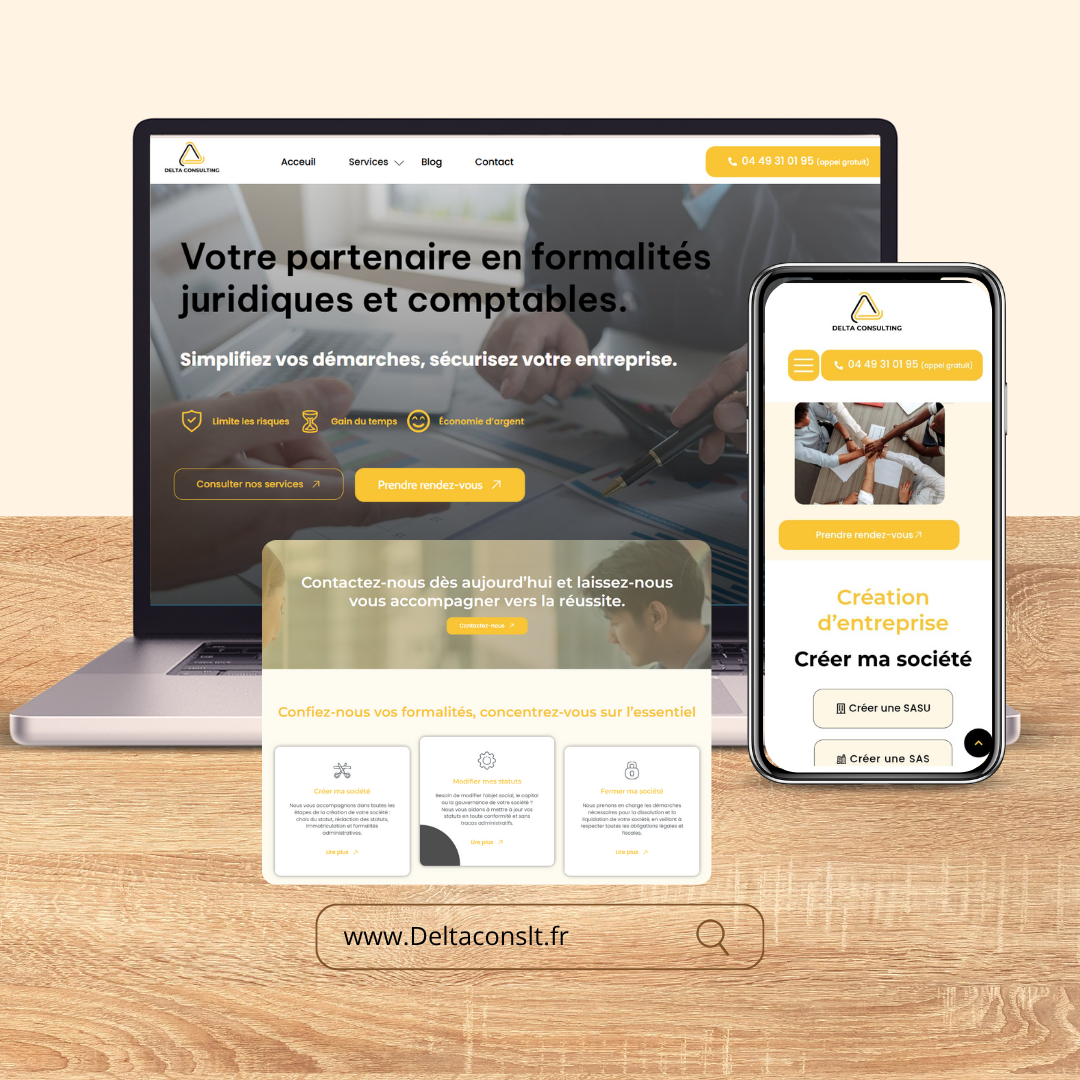 DELTA CONSULTING
Acceuil
Services
Blog
Contact
04 49 31 01 95 (appel gratuit)
Votre partenaire en formalités
juridiques et comptables.
Simplifiez vos démarches, sécurisez votre entreprise.
Limite les risques
Gain du temps
Économie d'argent
Consulter nos services
Prendre rendez-vous
Contactez-nous dès aujourd'hui et laissez-nous
vous accompagner vers la réussite.
Contactez-nous
Confiez-nous vos formalités, concentrez-vous sur l'essentiel
Créer ma société
Nous vous accompagnons dans toutes les
étapes de la création de votre société :
choix du statut, rédaction des statuts,
immatriculation et formalités
administratives.
Lire plus
Modifier mes statuts
Besoin de modifier l'objet social, le capital
ou la gouvernance de votre société ?
Nous vous aidons à mettre à jour vos
statuts en toute conformité et sans
tracas administratifs.
Lire plus
Fermer ma société
Nous prenons en charge les démarches
nécessaires pour la dissolution et la
liquidation de votre société, en veillant à
respecter toutes les obligations légales et
fiscales.
Lire plus
DELTA CONSULTING
04 49 31 01 95 (appel gratuit)
Prendre rendez-vous
Création
d'entreprise
Créer ma société
Créer une SASU
Créer une SAS
www.Deltaconslt.fr